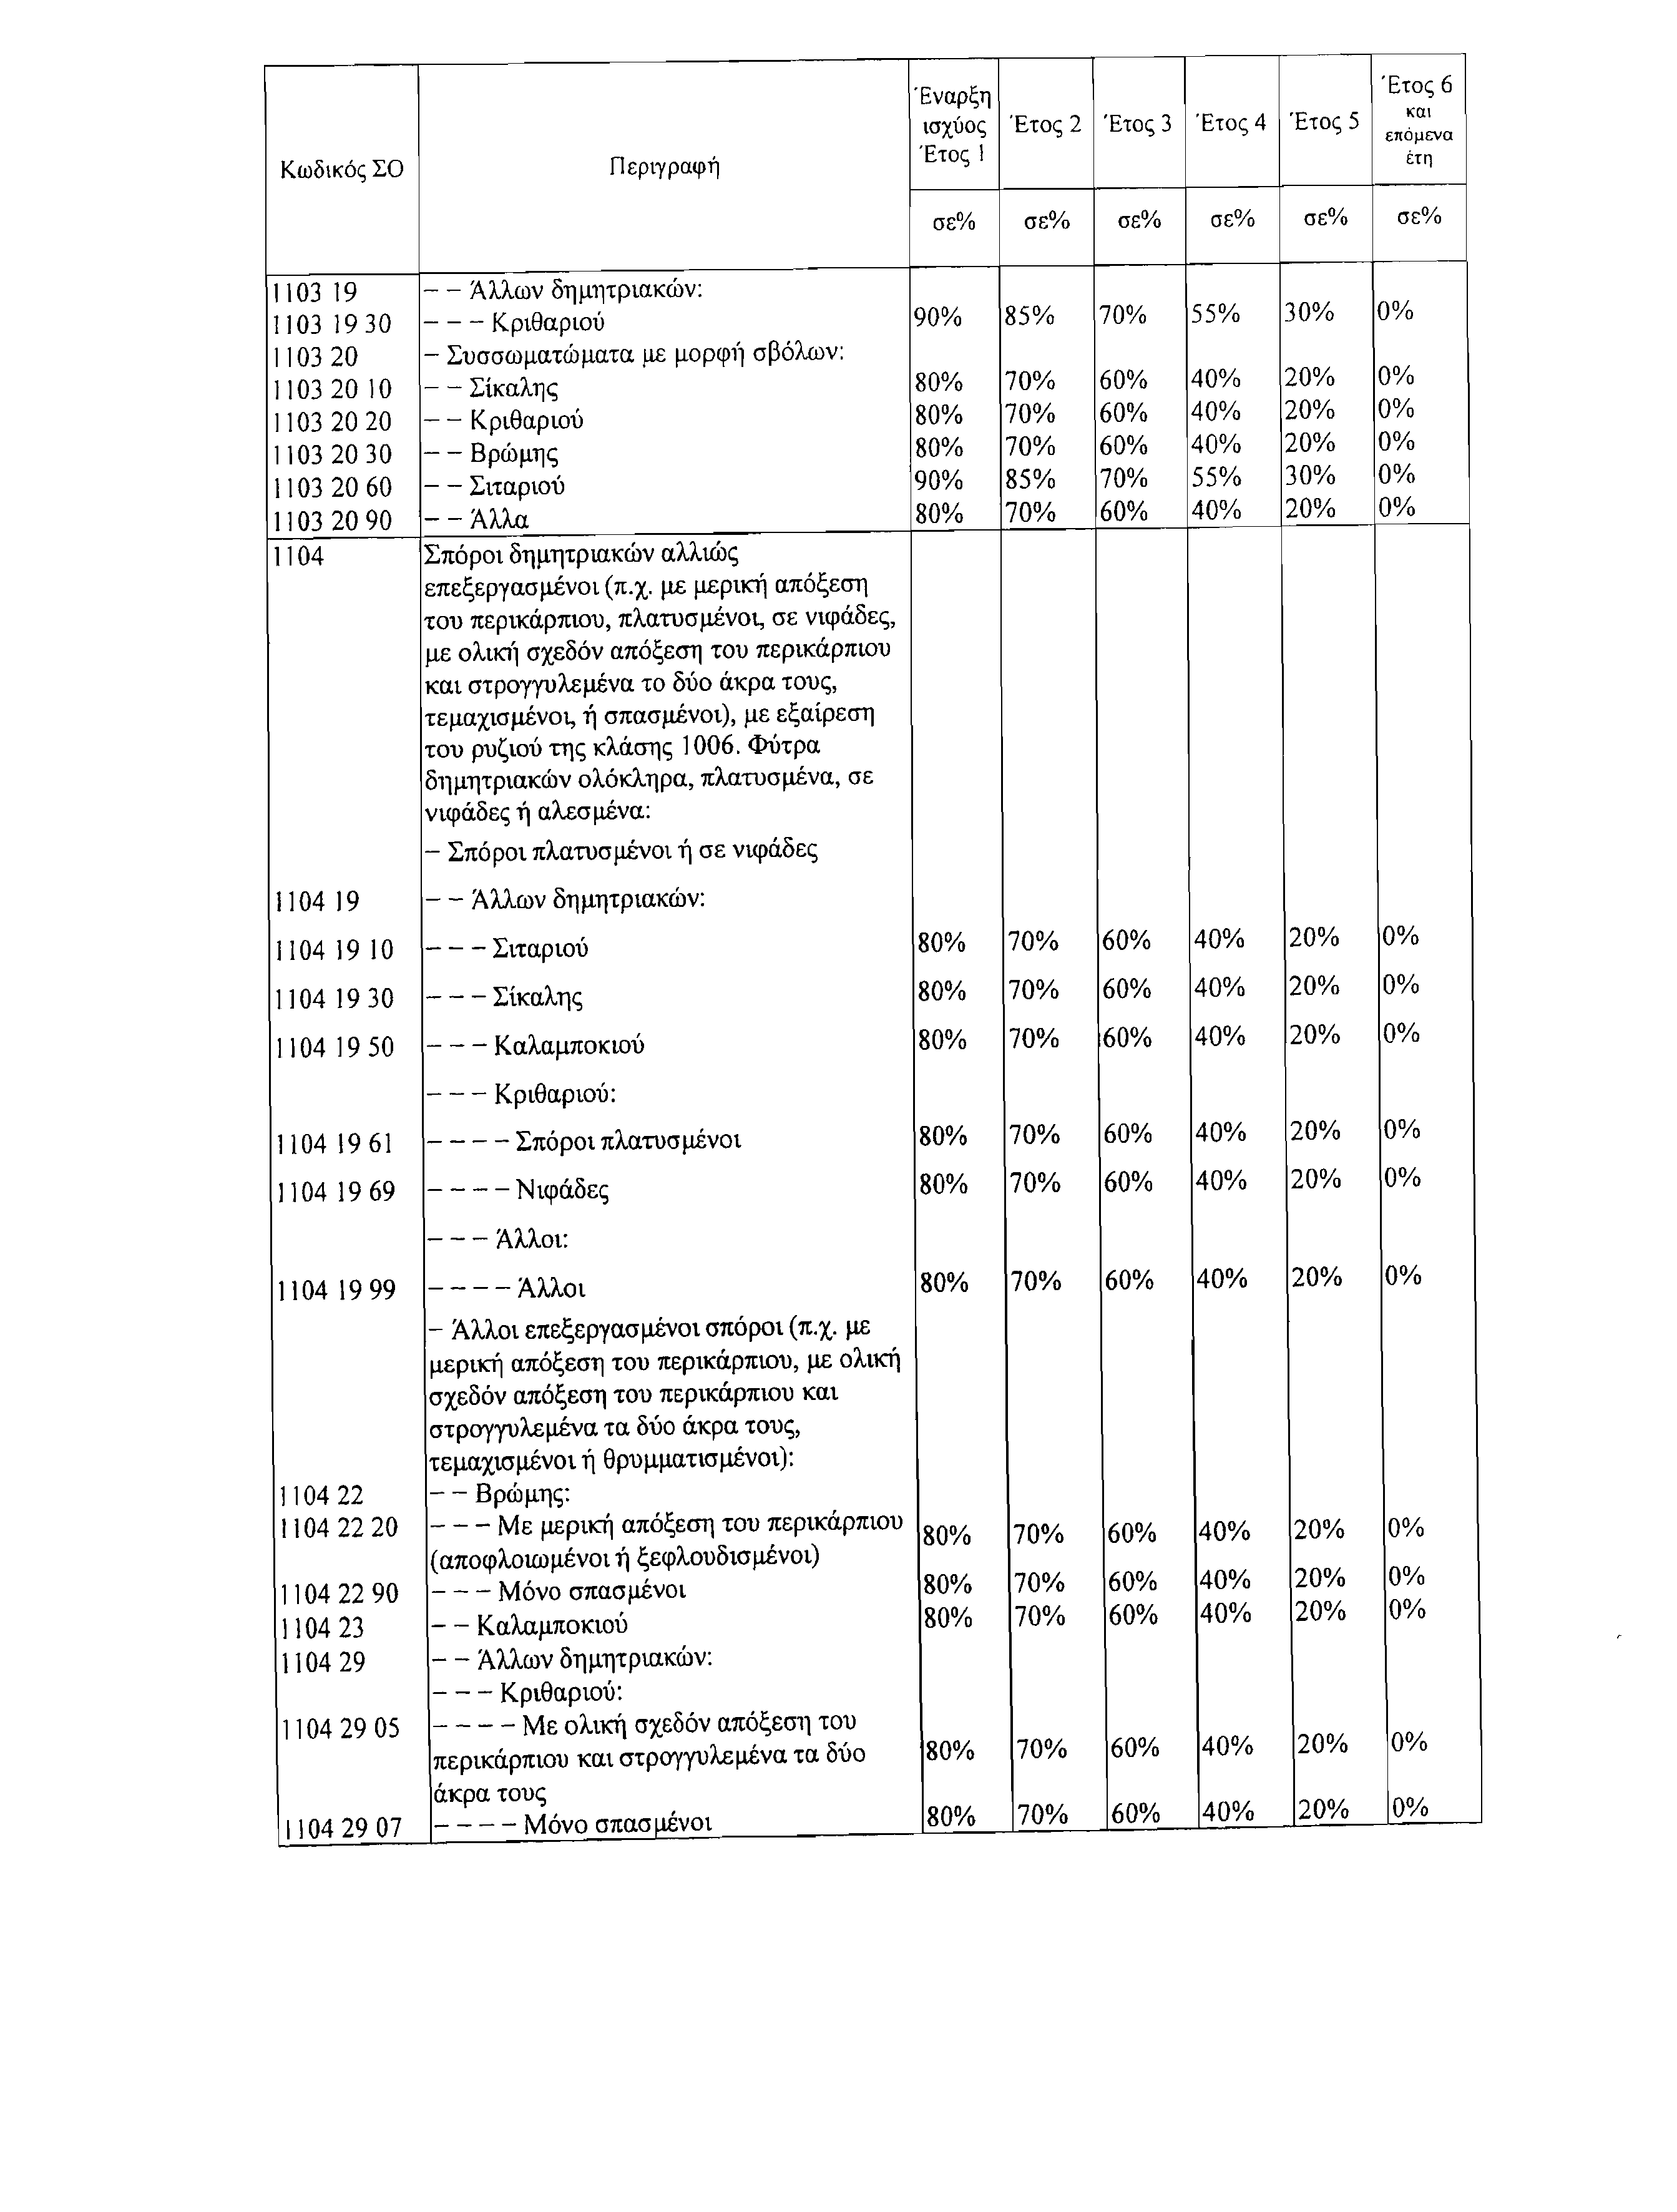 Κωδικός ΣΟ Περιγραφή Έναρξη ισχύος Έτος 1 Έτος 2 Έτος 3 Έτος 4 Έτος 5 Έτος 6 και επόμενα έτη
σε% σε% σε% σε% σε% σε%
1103 19 – – Άλλων δημητριακών:
1103 19 30 – – – Κριθαριού 90% 85% 70% 55% 30% 0%
1103 20 – Συσσωματώματα με μορφή σβόλων:
1103 20 10 – – Σίκαλης 80% 70% 60% 40% 20% 0%
1103 20 20 – – Κριθαριού 80% 70% 60% 40% 20% 0%
1103 20 30 – – Βρώμης 80% 70% 60% 40% 20% 0%
1103 20 60 – – Σιταριού 90% 85% 70% 55% 30% 0%
1103 20 90 – – Άλλα 80% 70% 60% 40% 20% 0%
1104 Σπόροι δημητριακών αλλιώς
επεξεργασμένοι (π.χ. με μερική απόξεση
του περικάρπιου, πλατυσμένοι, σε νιφάδες,
με ολική σχεδόν απόξεση του περικάρπιου
και στρογγυλεμένα το δύο άκρα τους,
τεμαχισμένοι, ή σπασμένοι), με εξαίρεση
του ρυζιού της κλάσης 1006. Φύτρα
δημητριακών ολόκληρα, πλατυσμένα, σε
νιφάδες ή αλεσμένα:
– Σπόροι πλατυσμένοι ή σε νιφάδες
1104 19 – – Άλλων δημητριακών:
1104 19 10 – – – Σιταριού 80% 70% 60% 40% 20% 0%
1104 19 30 – – – Σίκαλης 80% 70% 60% 40% 20% 0%
1104 19 50 – – – Καλαμποκιού 80% 70% 60% 40% 20% 0%
– – – Κριθαριού:
1104 19 61 – – – – Σπόροι πλατυσμένοι 80% 70% 60% 40% 20% 0%
1104 19 69 – – – – Νιφάδες 80% 70% 60% 40% 20% 0%
– – – Άλλοι:
1104 19 99 – – – – Άλλοι 80% 70% 60% 40% 20% 0%
– Άλλοι επεξεργασμένοι σπόροι (π.χ. με
μερική απόξεση του περικάρπιου, με ολική
σχεδόν απόξεση του περικάρπιου και
στρογγυλεμένα τα δύο άκρα τους,
τεμαχισμένοι ή θρυμματισμένοι):
1104 22 – – Βρώμης:
1104 22 20 – – – Με μερική απόξεση του περικάρπιου 80% 70% 60% 40% 20% 0%
(αποφλοιωμένοι ή ξεφλουδισμένοι)
1104 22 90 – – – Μόνο σπασμένοι 80% 70% 60% 40% 20% 0%
1104 23 – – Καλαμποκιού 80% 70% 60% 40% 20% 0%
1104 29 – – Άλλων δημητριακών:
– – – Κριθαριού:
1104 29 05 – – – – Με ολική σχεδόν απόξεση του
περικάρπιου και στρογγυλεμένα τα δύο 80% 70% 60% 40% 20% 0%
άκρα τους
1104 29 07 – – – – Μόνο σπασμένοι 80% 70% 60% 40% 20% 0%